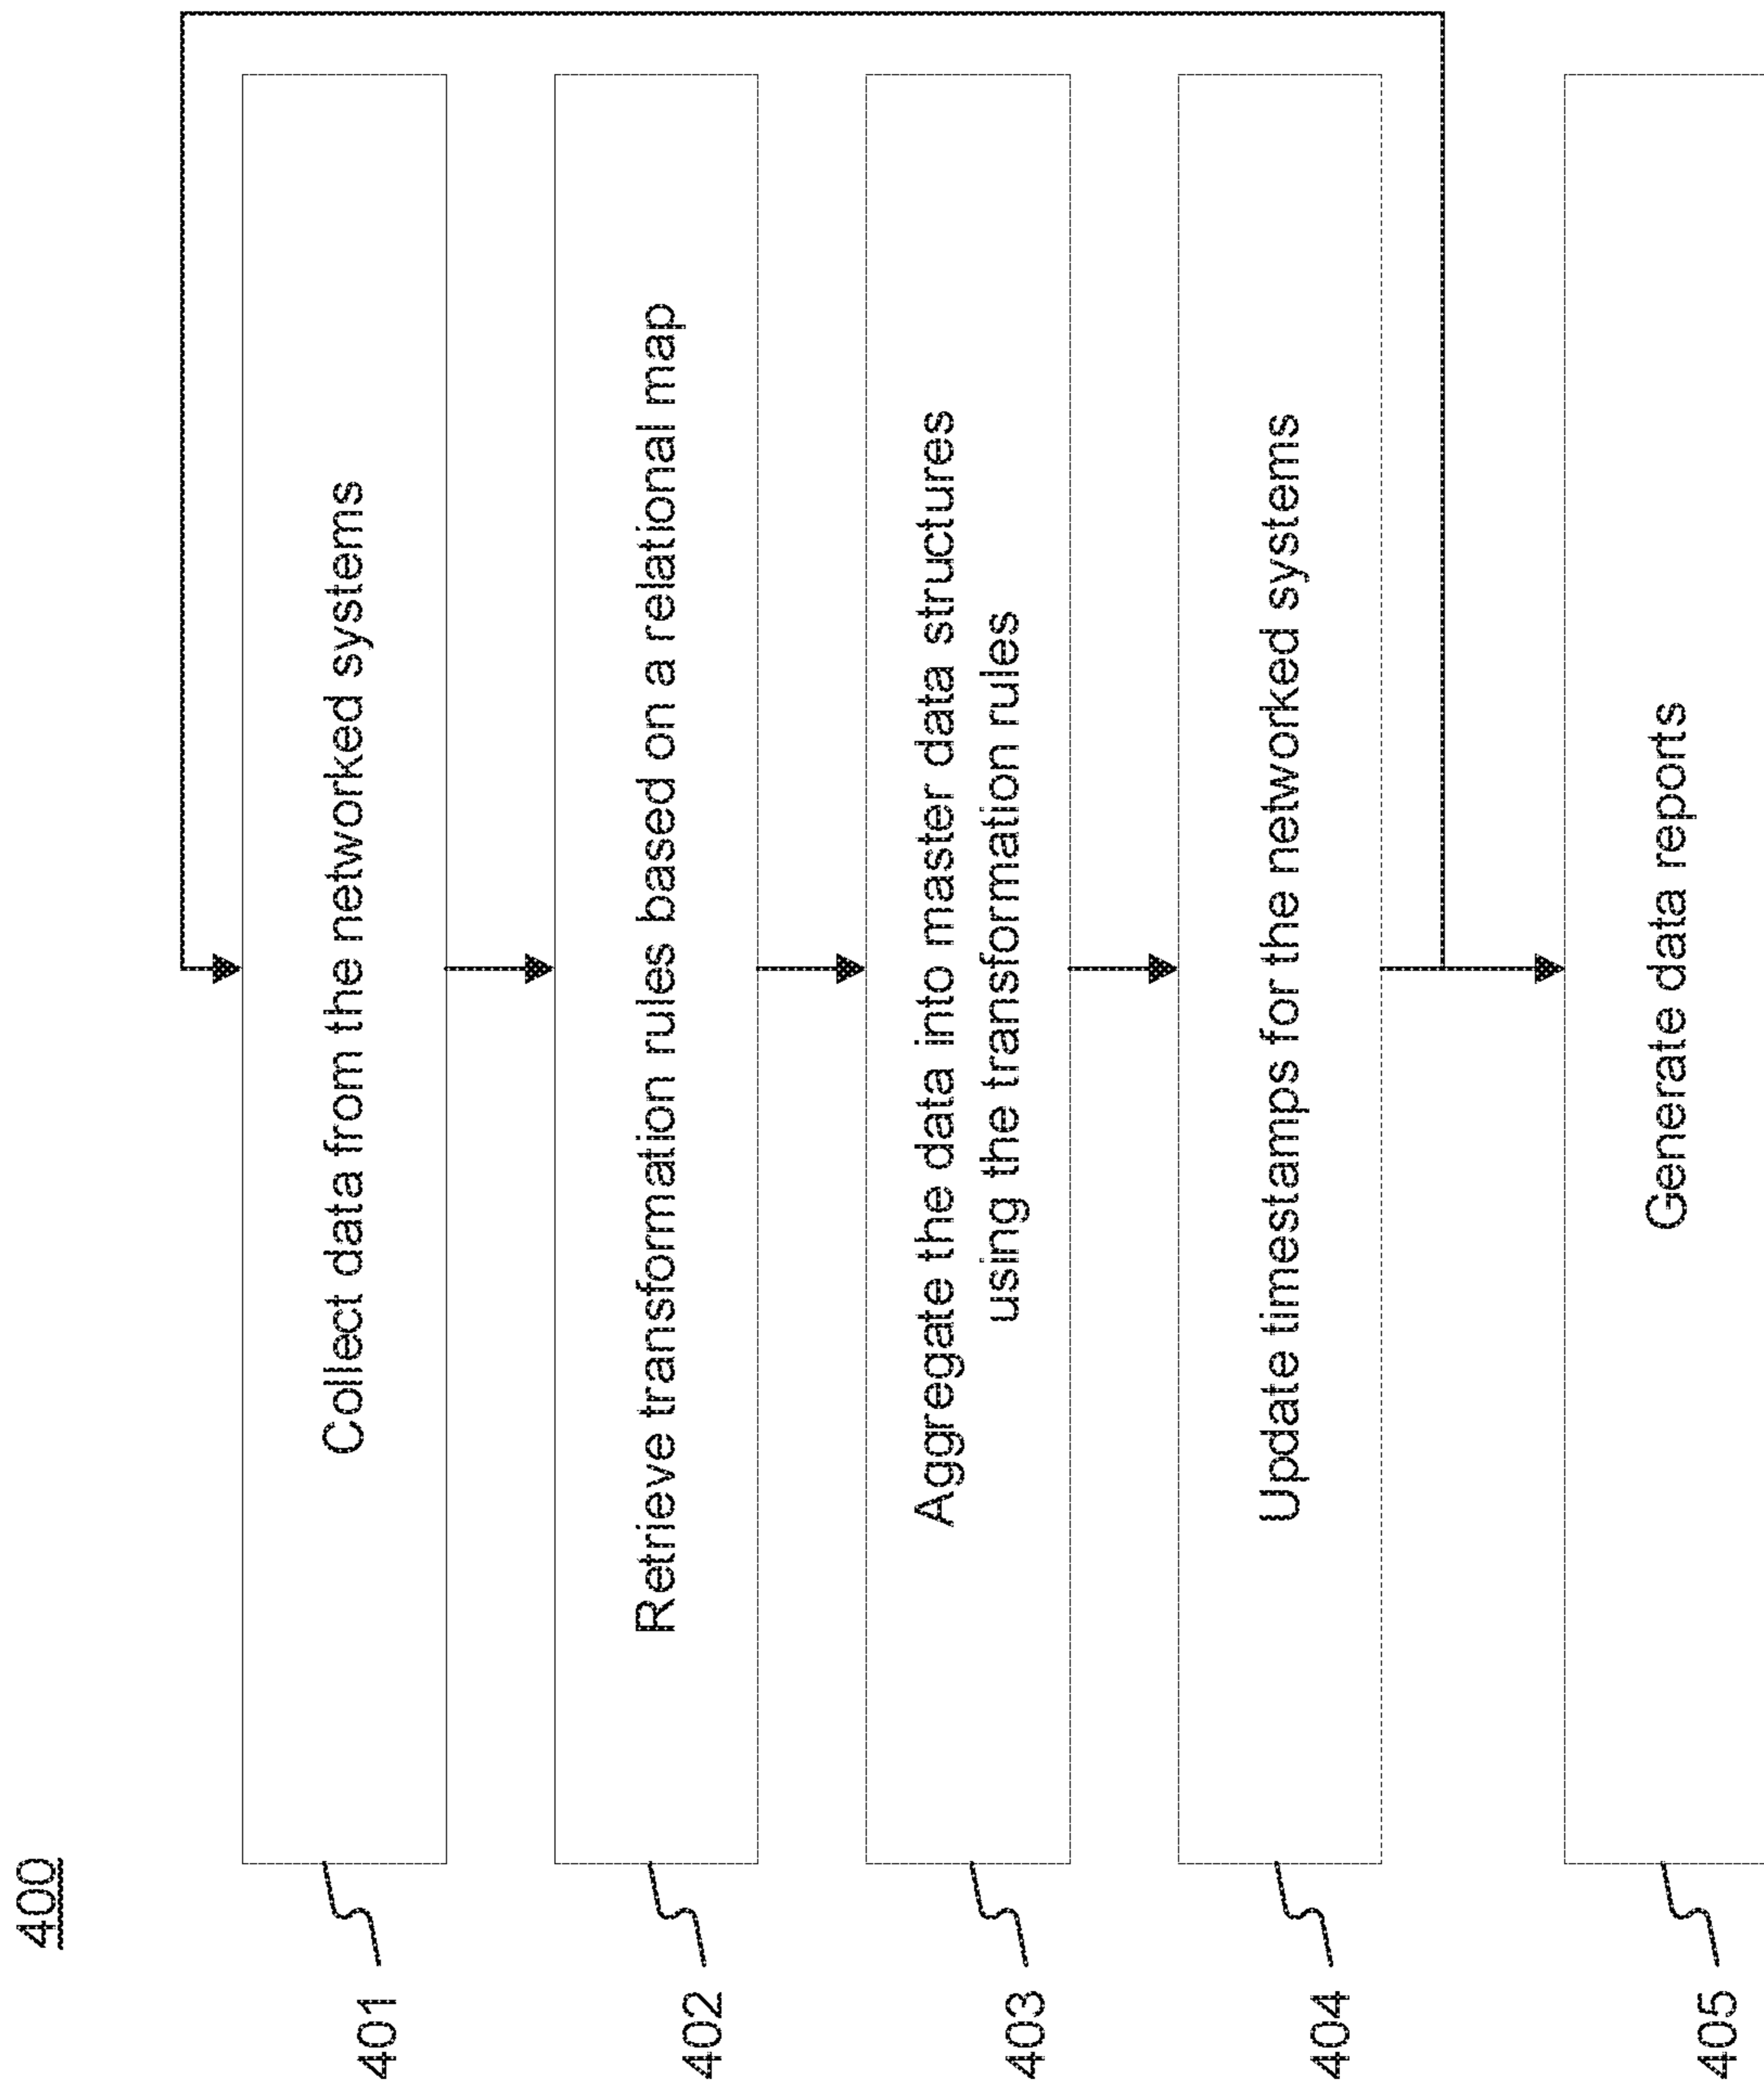 400
401
Collect data from the networked systems
402
Retrieve transformation rules based on a relational map
403
Aggregate the data into master data structures
using the transformation rules
404
Update timestamps for the networked systems
405
Generate data reports